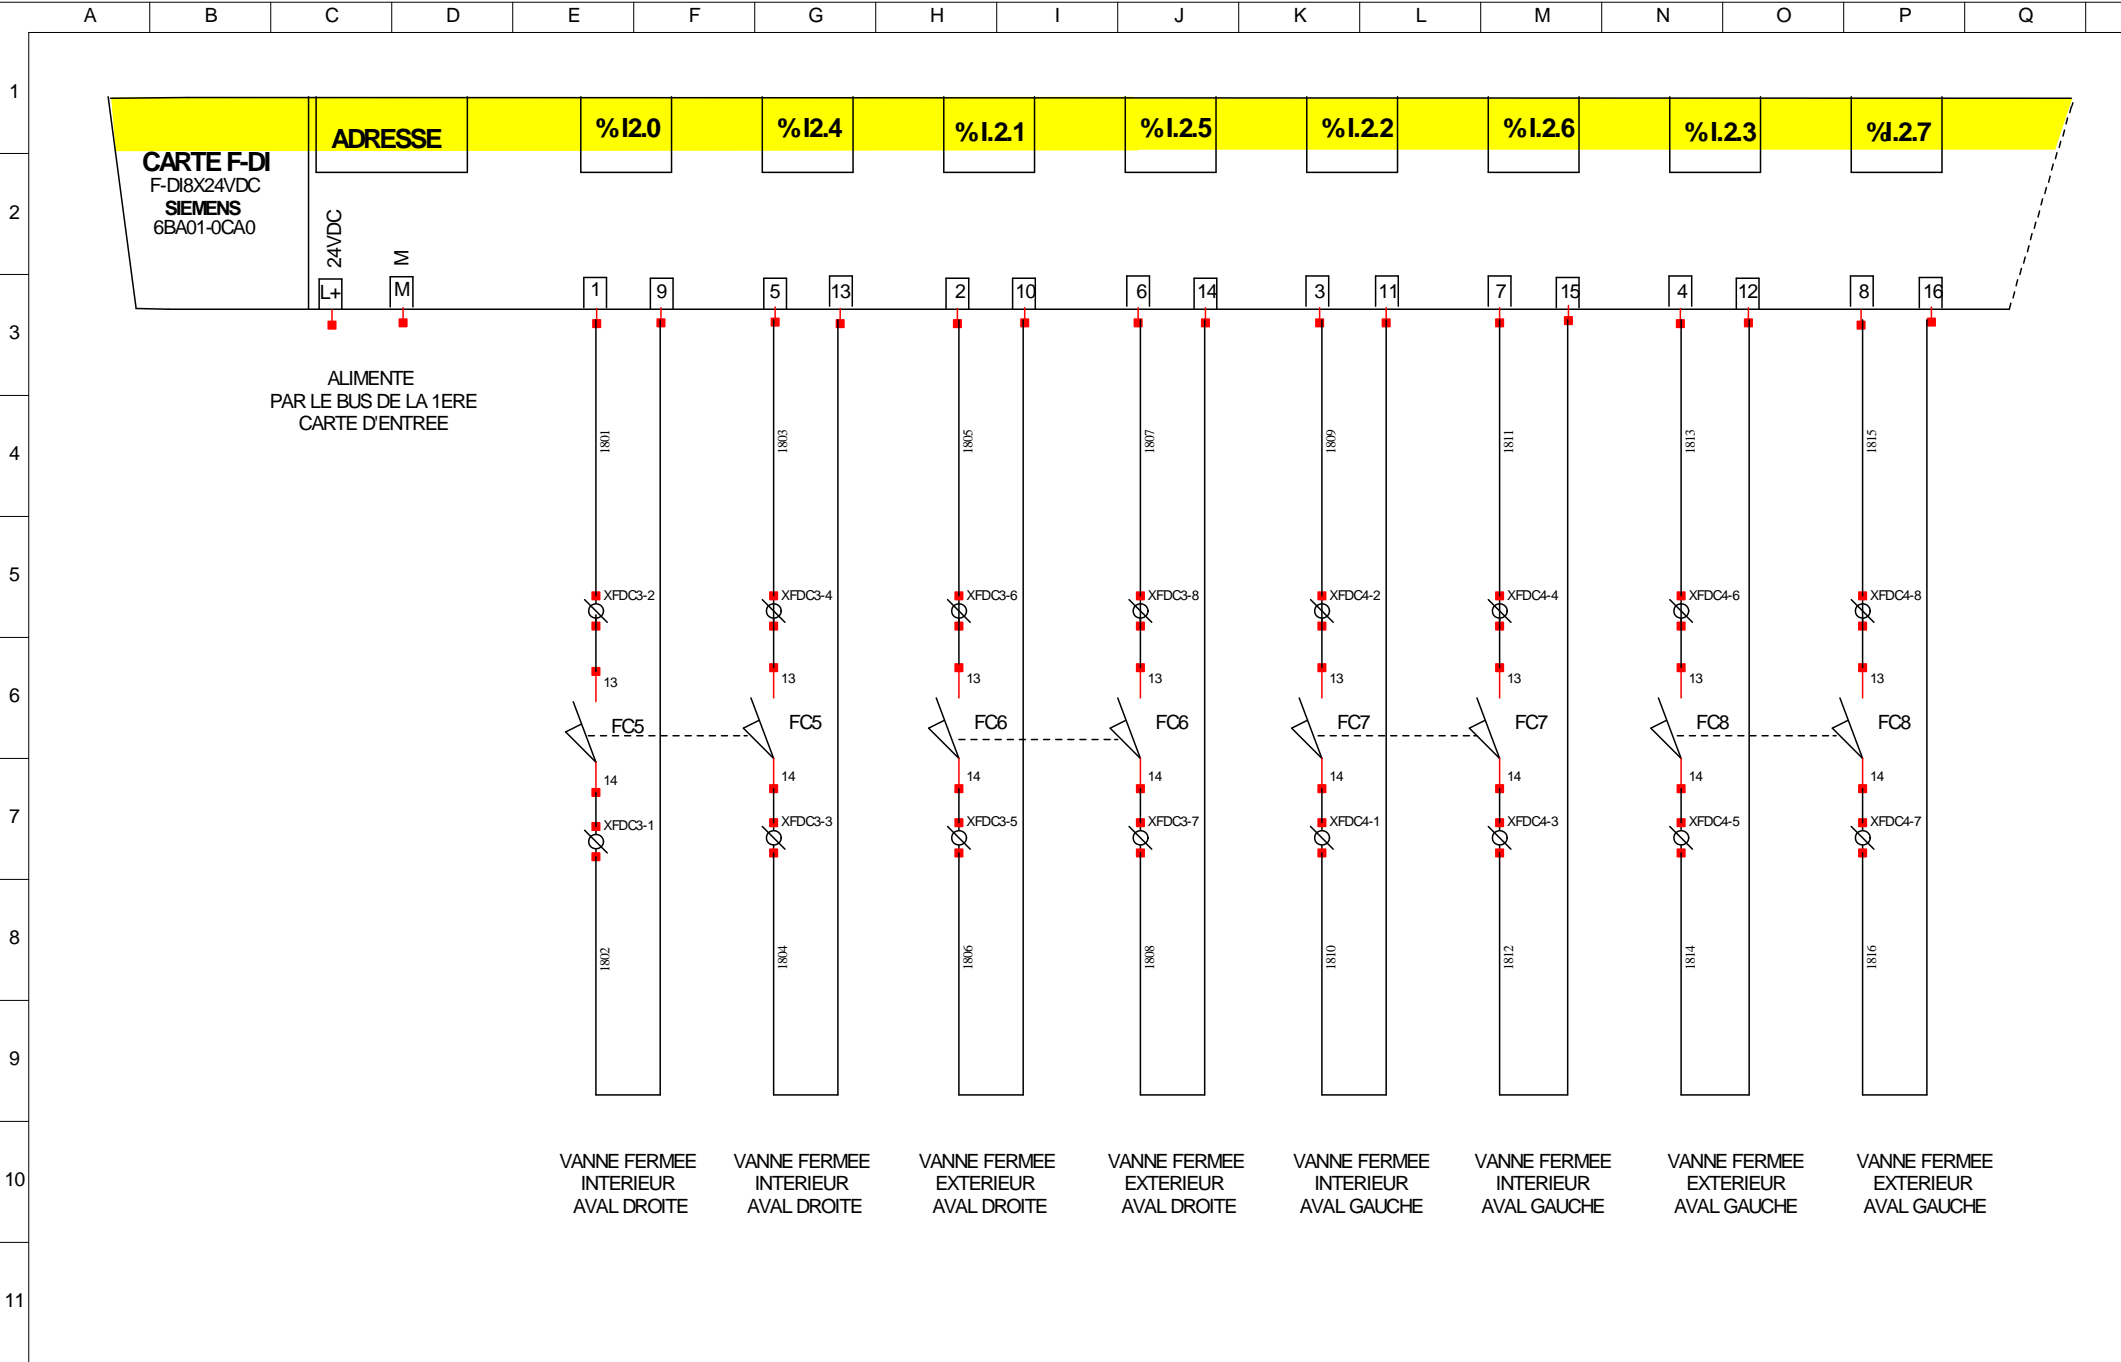 A B C D E F G H I J K L M N O P Q
1
ADRESSE %I2.0 %I2.4 %I.2.1 %I.2.5 %I.2.2 %I.2.6 %I.2.3 %I.2.7
CARTE F-DI
F-DI8X24VDC
SIEMENS
6BA01-0CA0
2
24VDC
M
L+ M 1 9 5 13 2 10 6 14 3 11 7 15 4 12 8 16
3
ALIMENTE
PAR LE BUS DE LA 1ERE
CARTE D'ENTREE
4
1801 1803 1805 1807 1809 1811 1813 1815
5
XFDC3-2 XFDC3-4 XFDC3-6 XFDC3-8 XFDC4-2 XFDC4-4 XFDC4-6 XFDC4-8
13 13 13 13 13 13 13 13
6
FC5 FC5 FC6 FC6 FC7 FC7 FC8 FC8
14 14 14 14 14 14 14 14
7
XFDC3-1 XFDC3-3 XFDC3-5 XFDC3-7 XFDC4-1 XFDC4-3 XFDC4-5 XFDC4-7
8
1802 1804 1806 1808 1810 1812 1814 1816
9
10
VANNE FERMEE
INTERIEUR
AVAL DROITE
VANNE FERMEE
INTERIEUR
AVAL DROITE
VANNE FERMEE
EXTERIEUR
AVAL DROITE
VANNE FERMEE
EXTERIEUR
AVAL DROITE
VANNE FERMEE
INTERIEUR
AVAL GAUCHE
VANNE FERMEE
INTERIEUR
AVAL GAUCHE
VANNE FERMEE
EXTERIEUR
AVAL GAUCHE
VANNE FERMEE
EXTERIEUR
AVAL GAUCHE
11